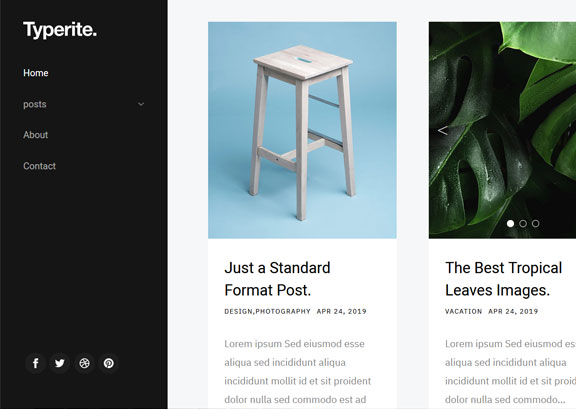 Typerite.
Home
posts
About
Contact
Just a Standard
Format Post.
DESIGN,PHOTOGRAPHY APR 24, 2019
Lorem ipsum Sed eiusmod esse
aliqua sed incididunt aliqua
incididunt mollit id et sit proident
dolor nulla sed commodo est ad
The Best Tropical
Leaves Images.
VACATION APR 24, 2019
Lorem ipsum Sed eiusmod
aliqua sed incididunt aliqua
incididunt mollit id et sit
dolor nulla sed commodo...